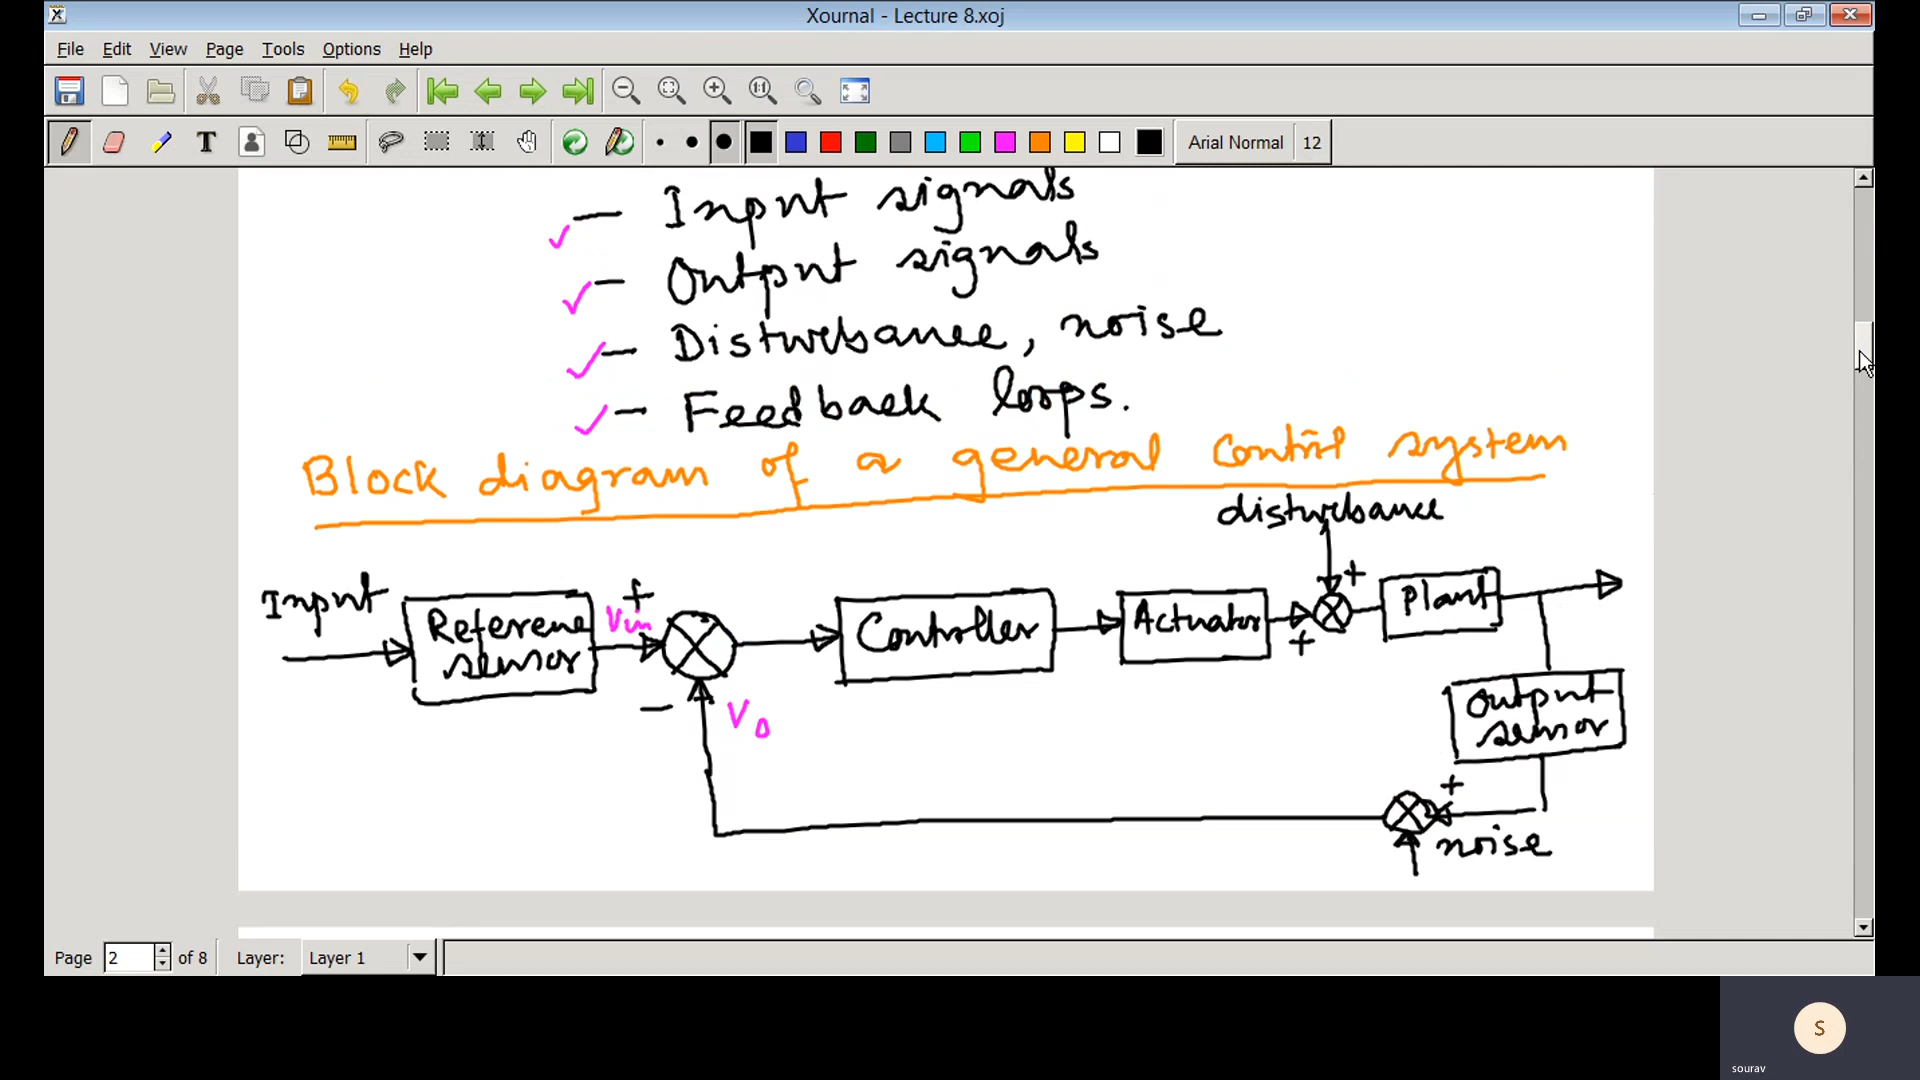 Xournal - Lecture 8.xoj
File Edit View Page Tools Options Help
T Arial Normal 12
– Input signals
– Output signals
– Disturbance, noise
– Feedback loops.
Block diagram of a general control system
disturbance
Input
Reference
sensor
Vin
+
Controller
Actuator
+
+
Plant
–
Vo
Output
sensor
+
noise
Page 2 of 8 Layer: Layer 1
S
sourav